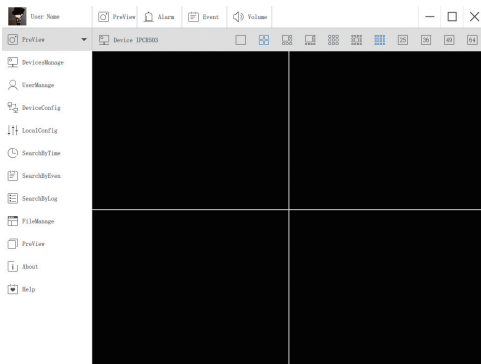 User Name
PreView Alarm Event Volume
PreView
Device IPCR503
25 36 49 64
DevicesManage
UserManage
DeviceConfig
LocalConfig
SearchByTime
SearchByEven
SearchByLog
FileManage
PreView
About
Help